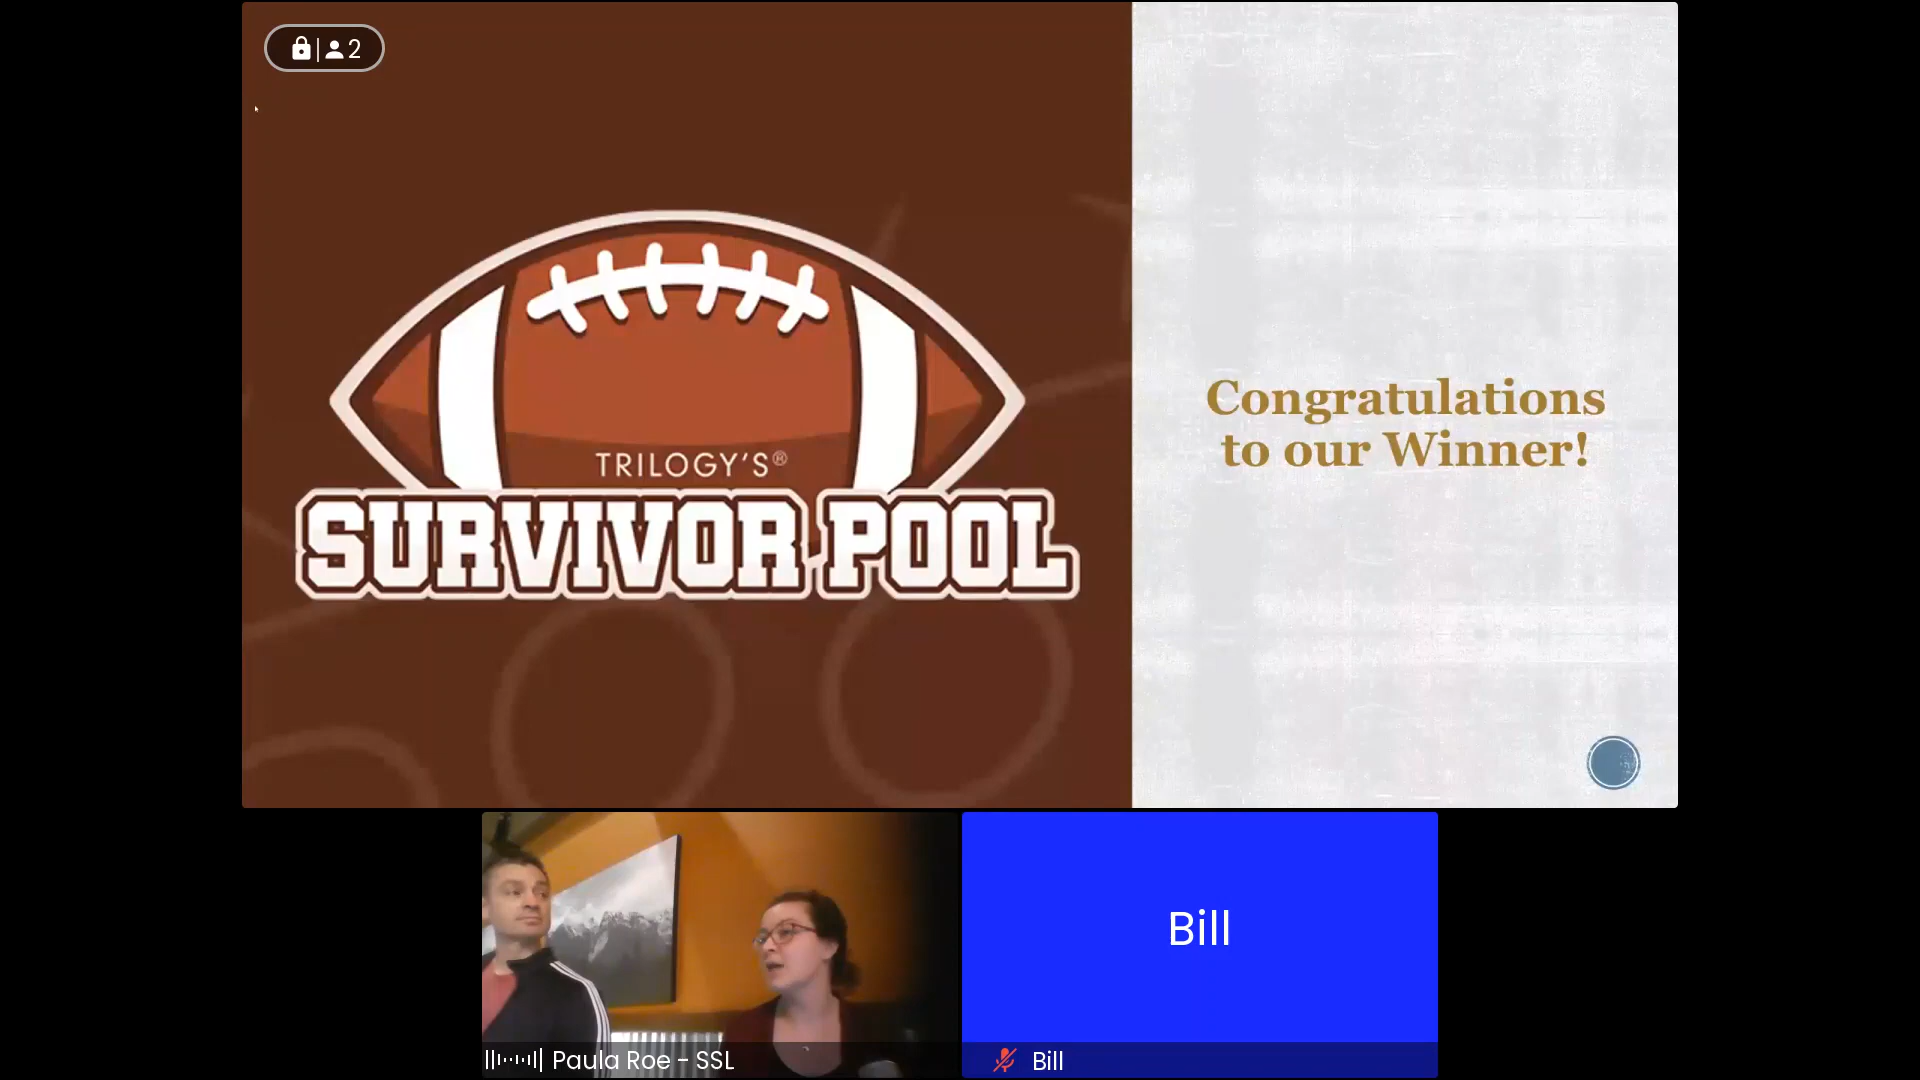 2
TRILOGY'S®
SURVIVOR POOL
Congratulations
to our Winner!
Bill
Paula Roe - SSL
Bill